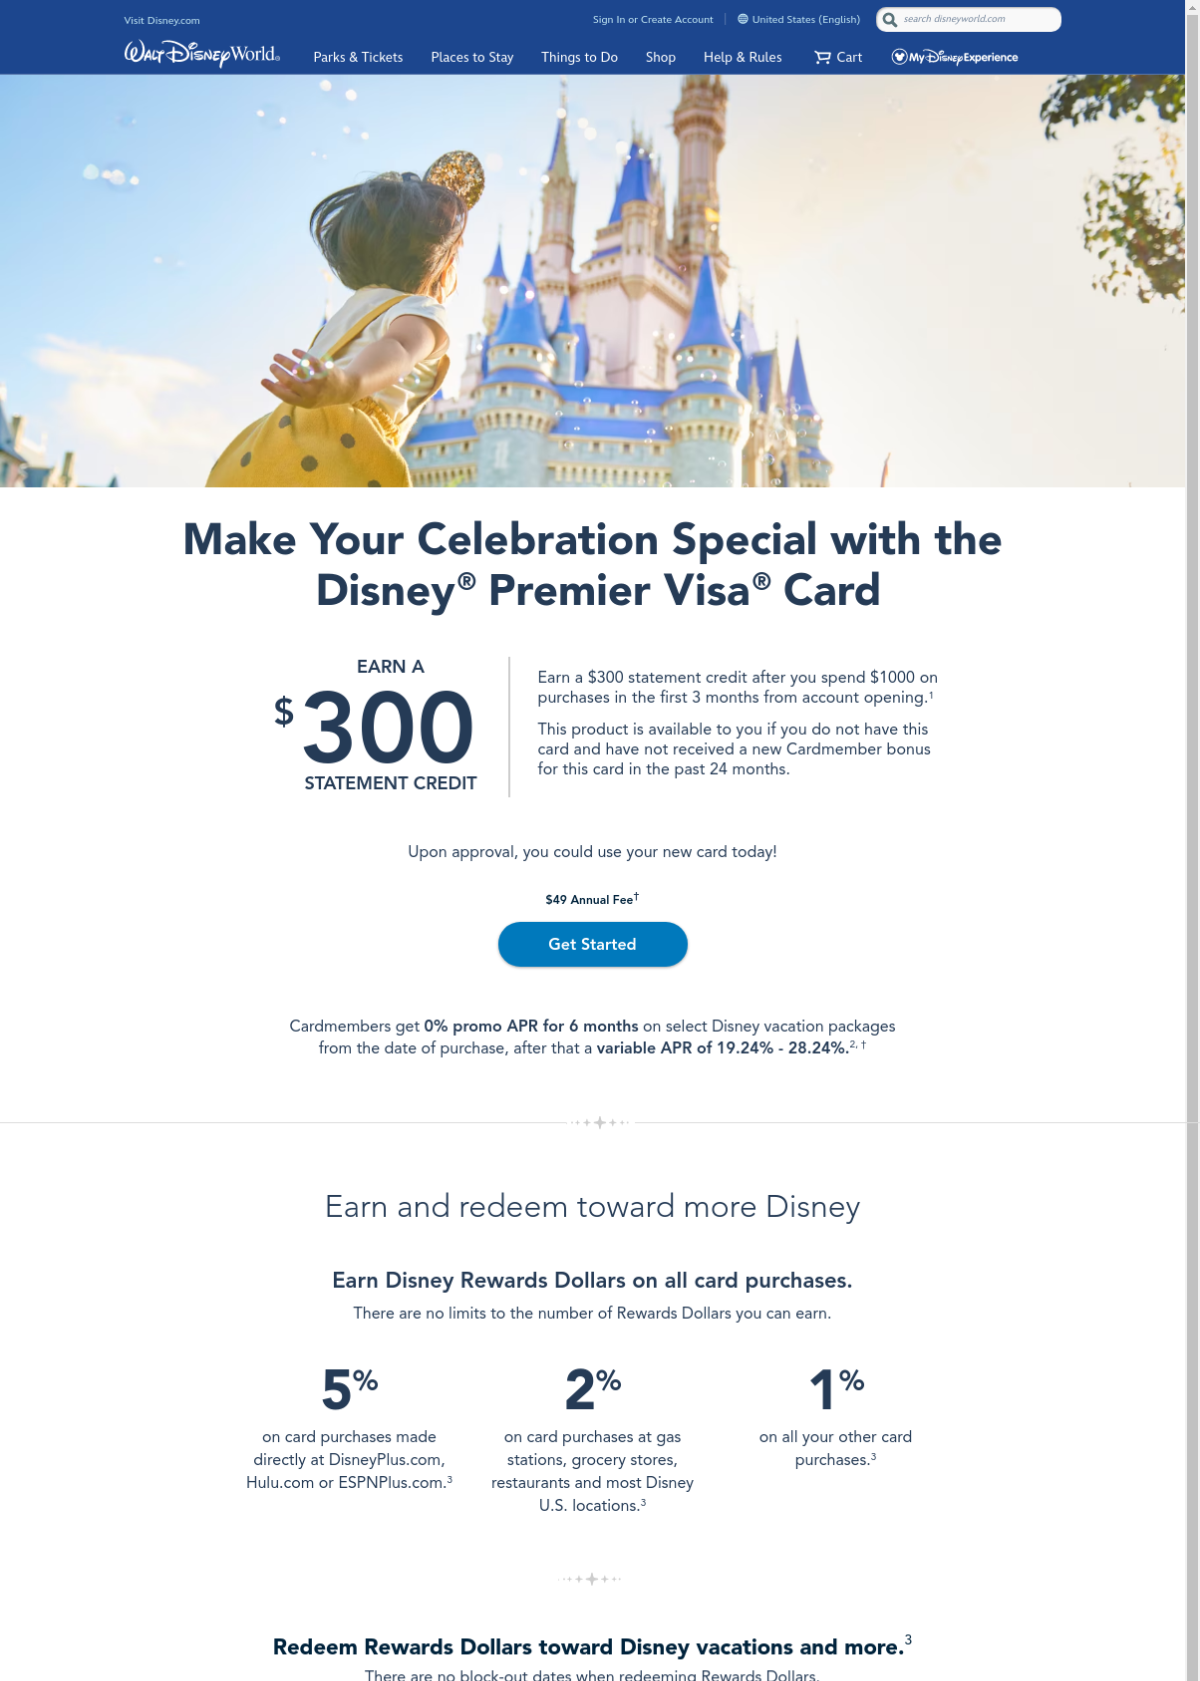 Visit Disney.com
Sign In or Create Account | United States (English)
search disneyworld.com
Walt Disney World®
Parks & Tickets
Places to Stay
Things to Do
Shop
Help & Rules
Cart
My Disney Experience
Make Your Celebration Special with the
Disney® Premier Visa® Card
EARN A
$300
STATEMENT CREDIT
Earn a $300 statement credit after you spend $1000 on
purchases in the first 3 months from account opening.¹
This product is available to you if you do not have this
card and have not received a new Cardmember bonus
for this card in the past 24 months.
Upon approval, you could use your new card today!
$49 Annual Fee†
Get Started
Cardmembers get 0% promo APR for 6 months on select Disney vacation packages
from the date of purchase, after that a variable APR of 19.24% - 28.24%.², †
Earn and redeem toward more Disney
Earn Disney Rewards Dollars on all card purchases.
There are no limits to the number of Rewards Dollars you can earn.
5%
on card purchases made
directly at DisneyPlus.com,
Hulu.com or ESPNPlus.com.³
2%
on card purchases at gas
stations, grocery stores,
restaurants and most Disney
U.S. locations.³
1%
on all your other card
purchases.³
Redeem Rewards Dollars toward Disney vacations and more.³
There are no block-out dates when redeeming Rewards Dollars.